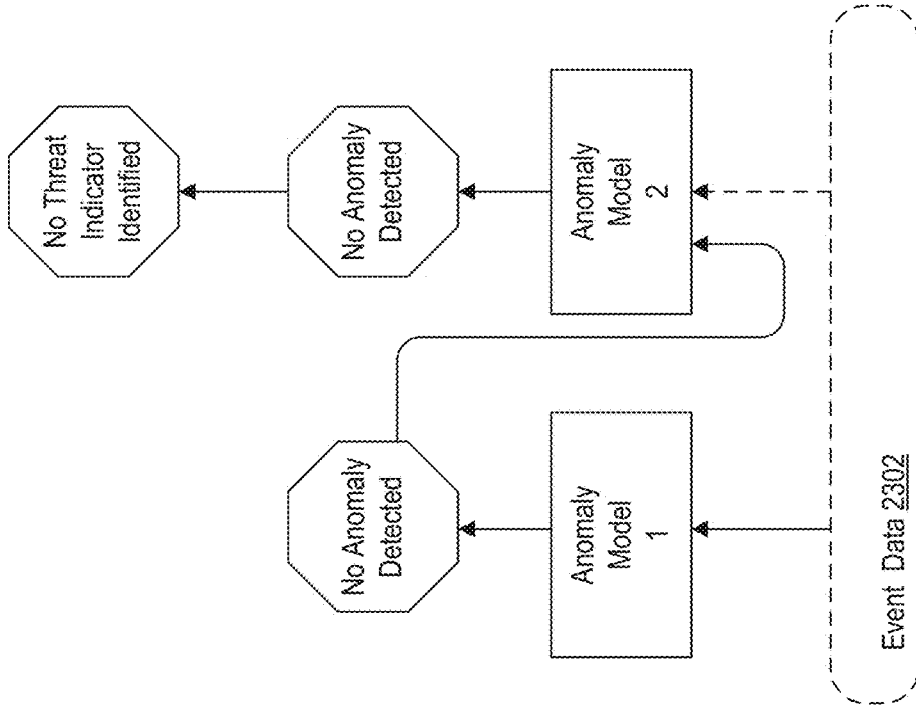 No Threat
Indicator
Identified
No Anomaly
Detected
No Anomaly
Detected
Anomaly
Model
2
Anomaly
Model
1
Event Data 2302